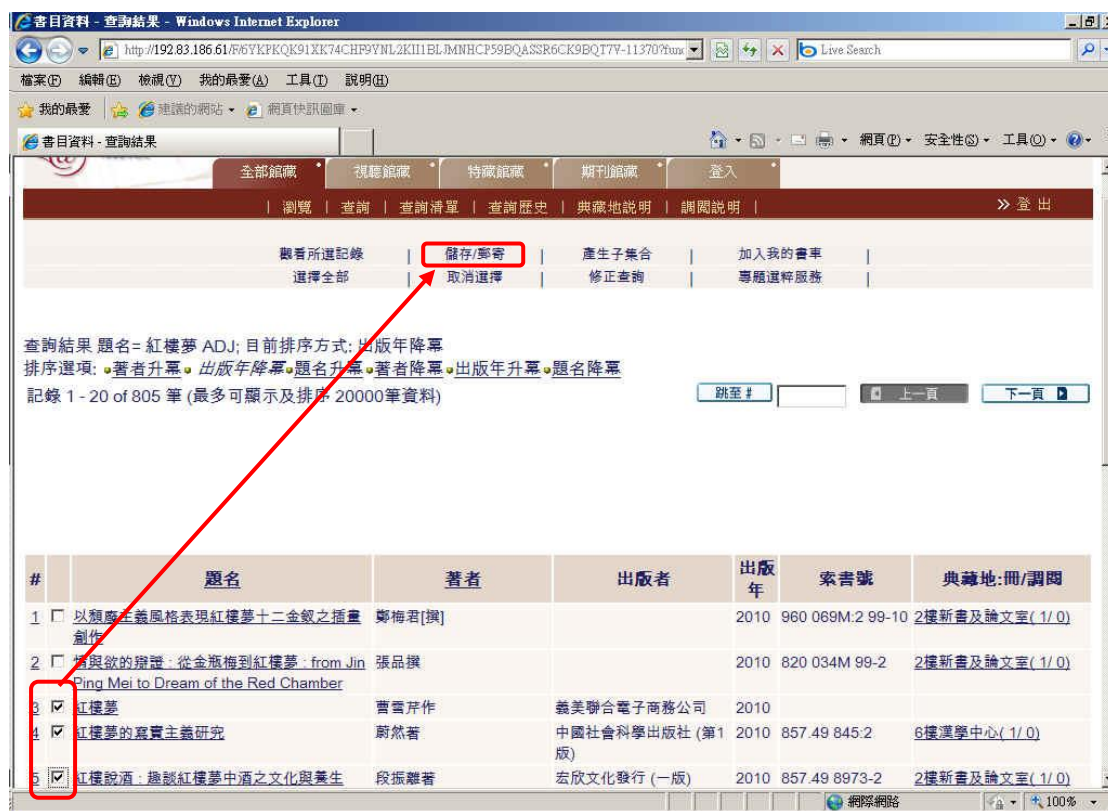 書目資料 - 查詢結果 - Windows Internet Explorer
Live Search
檔案(F) 編輯(E) 檢視(V) 我的最愛(A) 工具(T) 說明(H)
我的最愛 建議的網站 網頁快訊圖庫
書目資料 - 查詢結果 網頁(P) 安全性(S) 工具(O)
全部館藏 視聽館藏 特藏館藏 期刊館藏 登入
| 瀏覽 | 查詢 | 查詢清單 | 查詢歷史 | 典藏地說明 | 調閱說明 | 登出
觀看所選記錄 | 儲存/郵寄 | 產生子集合 | 加入我的書車 |
選擇全部 | 取消選擇 | 修正查詢 | 專題選粹服務 |
查詢結果 題名= 紅樓夢 ADJ; 目前排序方式: 出版年降冪
排序選項: 著者升冪 出版年降冪 題名升冪 著者降冪 出版年升冪 題名降冪
記錄 1 - 20 of 805 筆 (最多可顯示及排序 20000筆資料) 跳至 # 上一頁 下一頁
# 題名 著者 出版者 出版年 索書號 典藏地:冊/調閱
1 以頹廢主義風格表現紅樓夢十二金釵之插畫 鄭梅君[撰] 2010 960 069M:2 99-10 2樓新書及論文室( 1/ 0)
創作
2 情與欲的辯證 : 從金瓶梅到紅樓夢 : from Jin 張品撰 2010 820 034M 99-2 2樓新書及論文室( 1/ 0)
Ping Mei to Dream of the Red Chamber
3 紅樓夢 曹雪芹作 義美聯合電子商務公司 2010
4 紅樓夢的寫實主義研究 蔚然著 中國社會科學出版社 (第1 2010 857.49 845:2 6樓漢學中心( 1/ 0)
版)
5 紅樓說酒 : 趣談紅樓夢中酒之文化與養生 段振離著 宏欣文化發行 (一版) 2010 857.49 8973-2 2樓新書及論文室( 1/ 0)
網際網路 100%